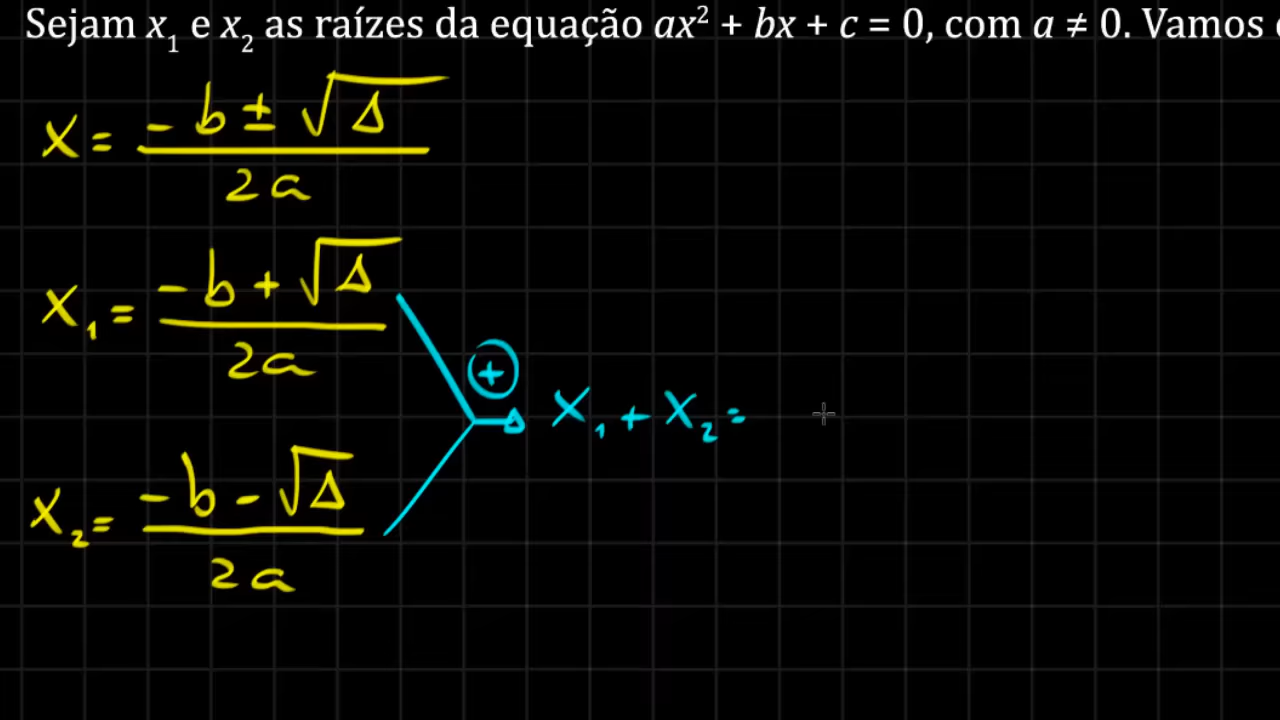 Sejam x₁ e x₂ as raízes da equação ax² + bx + c = 0, com a ≠ 0. Vamos
x = (-b ± √Δ) / 2a
x₁ = (-b + √Δ) / 2a
+
x₁ + x₂ =
x₂ = (-b - √Δ) / 2a